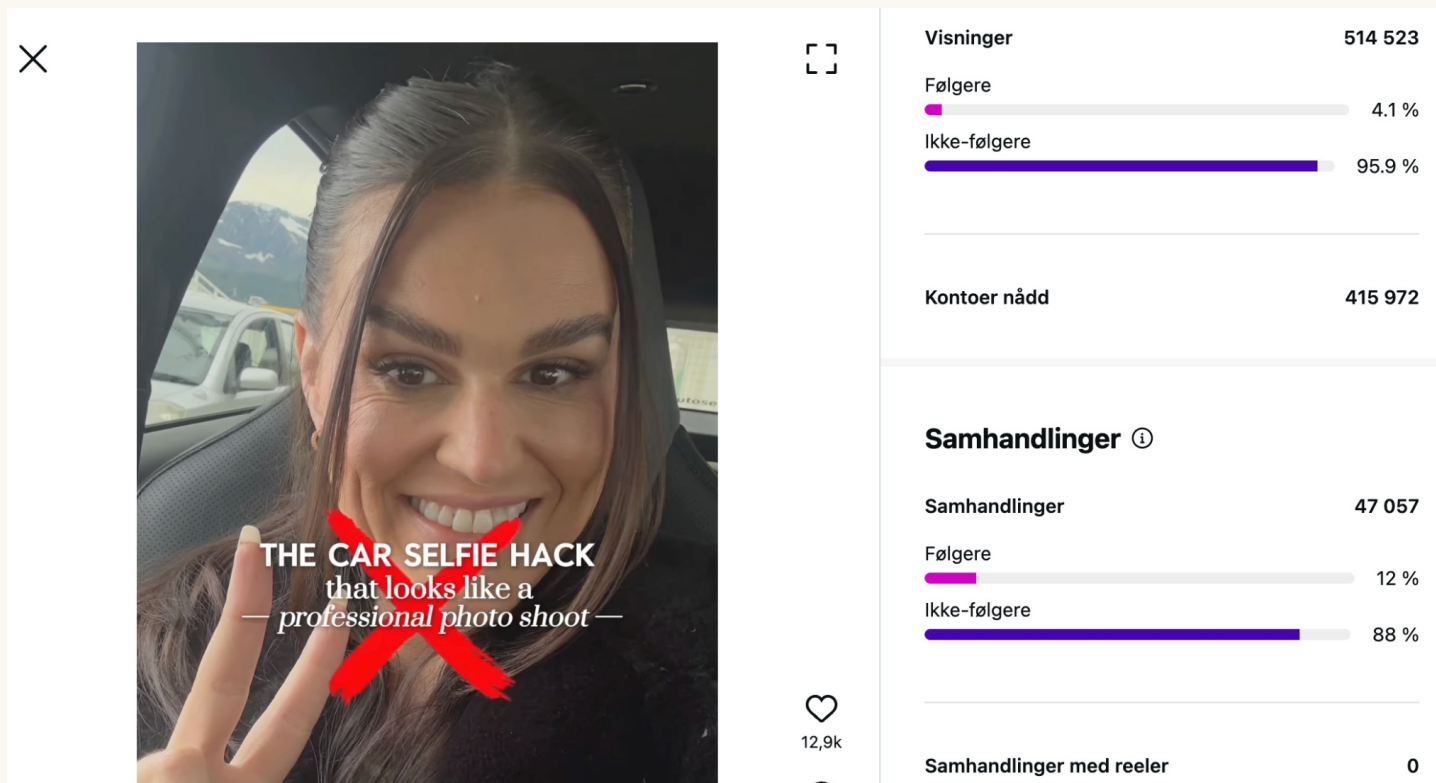 THE CAR SELFIE HACK
that looks like a
— professional photo shoot —
12,9k
Visninger 514 523
Følgere
4.1 %
Ikke-følgere
95.9 %
Kontoer nådd 415 972
Samhandlinger
Samhandlinger 47 057
Følgere
12 %
Ikke-følgere
88 %
Samhandlinger med reeler 0